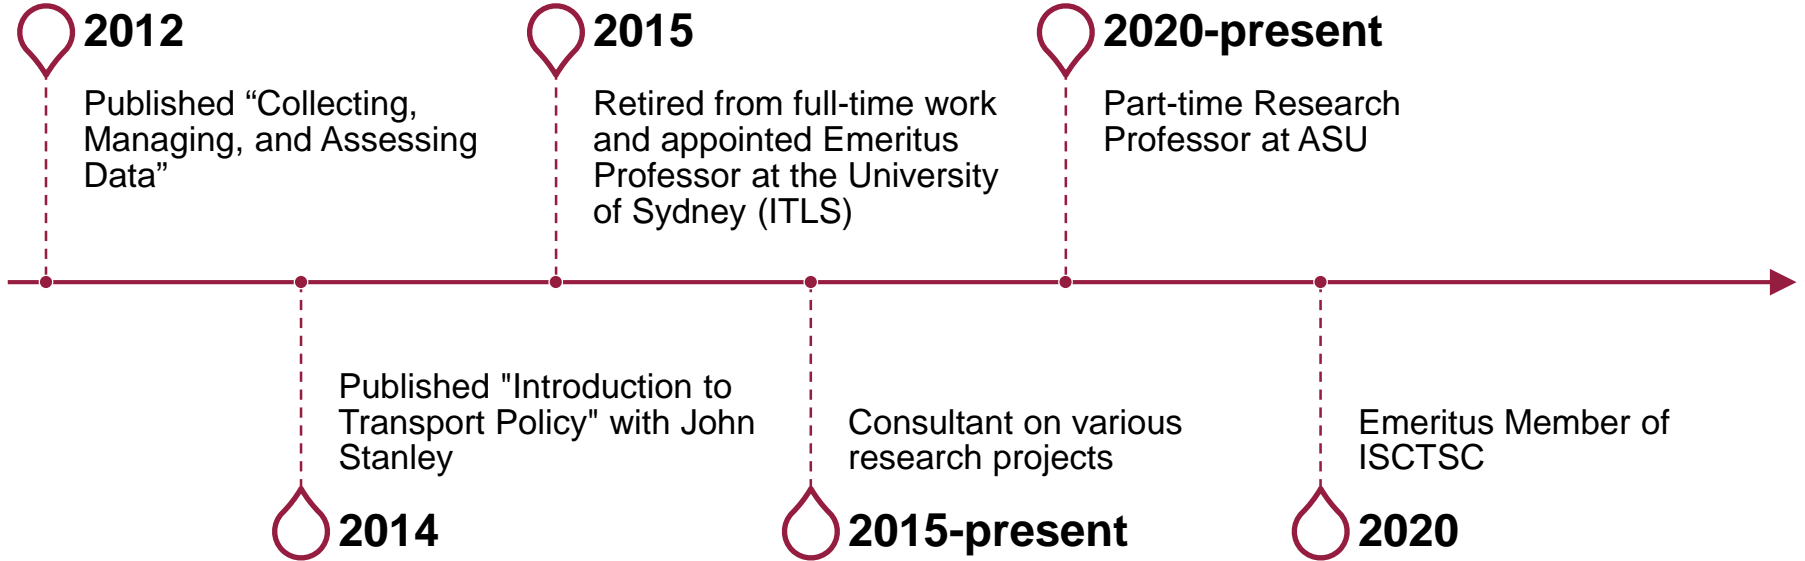 2012
Published “Collecting,
Managing, and Assessing
Data”
2014
Published "Introduction to
Transport Policy" with John
Stanley
2015
Retired from full-time work
and appointed Emeritus
Professor at the University
of Sydney (ITLS)
2015-present
Consultant on various
research projects
2020-present
Part-time Research
Professor at ASU
2020
Emeritus Member of
ISCTSC